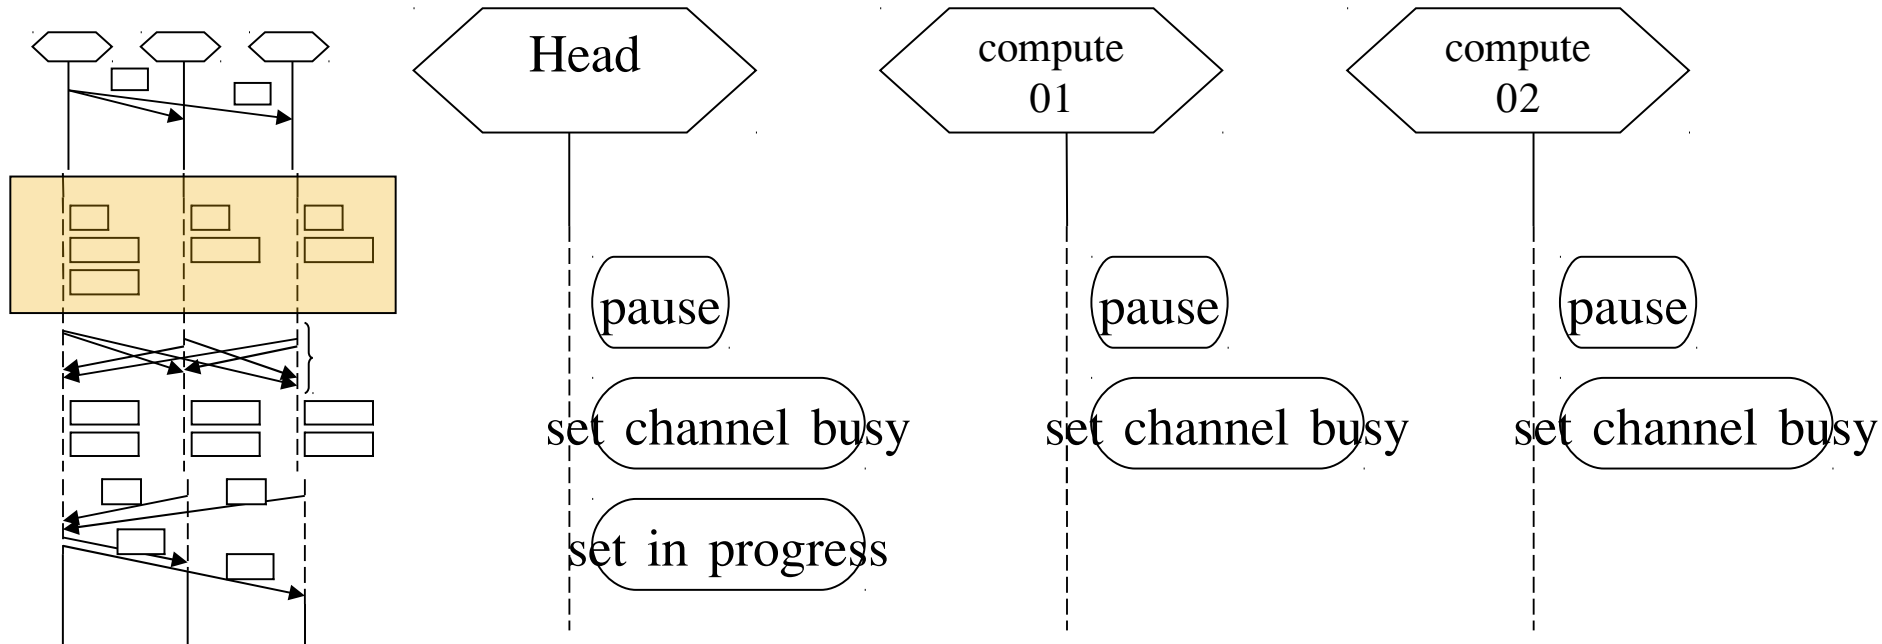 Head
compute
01
compute
02
pause
pause
pause
set channel busy
set channel busy
set channel busy
set in progress